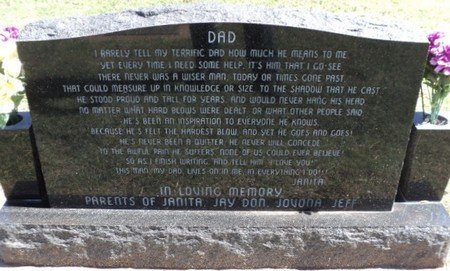 DAD
I RARELY TELL MY TERRIFIC DAD HOW MUCH HE MEANS TO ME,
YET EVERY TIME I NEED SOME HELP, IT'S HIM THAT I GO SEE
THERE NEVER WAS A WISER MAN, TODAY OR TIMES GONE PAST,
THAT COULD MEASURE UP IN KNOWLEDGE OR SIZE, TO THE SHADOW THAT HE CAST
HE STOOD PROUND AND TALL FOR YEARS, AND WOULD NEVER HANG HIS HEAD
NO MATTER WHAT HARD BLOWS WERE DEALT OR WHAT OTHER PEOPLE SAID
HE'S BEEN AN INSPIRATION TO EVERYONE HE KNOWS,
BECAUSE HE'S FELT THE HARDEST BLOW, AND YET HE GOES AND GOES!
HE'S NEVER BEEN A QUITTER, HE NEVER WILL CONCEDE
TO THE AWFUL PAIN HE SUFFERS, NONE OF US COULD EVER BELIEVE!
SO AS I FINISH WRITING, AND TELL HIM "I LOVE YOU!"
THIS MAN, MY DAD, LIVES ON IN ME, IN EVERYTHING I DO!!!
JANITA
IN LOVING MEMORY
PARENTS OF JANITA, JAY DON, JOVONA, JEFF